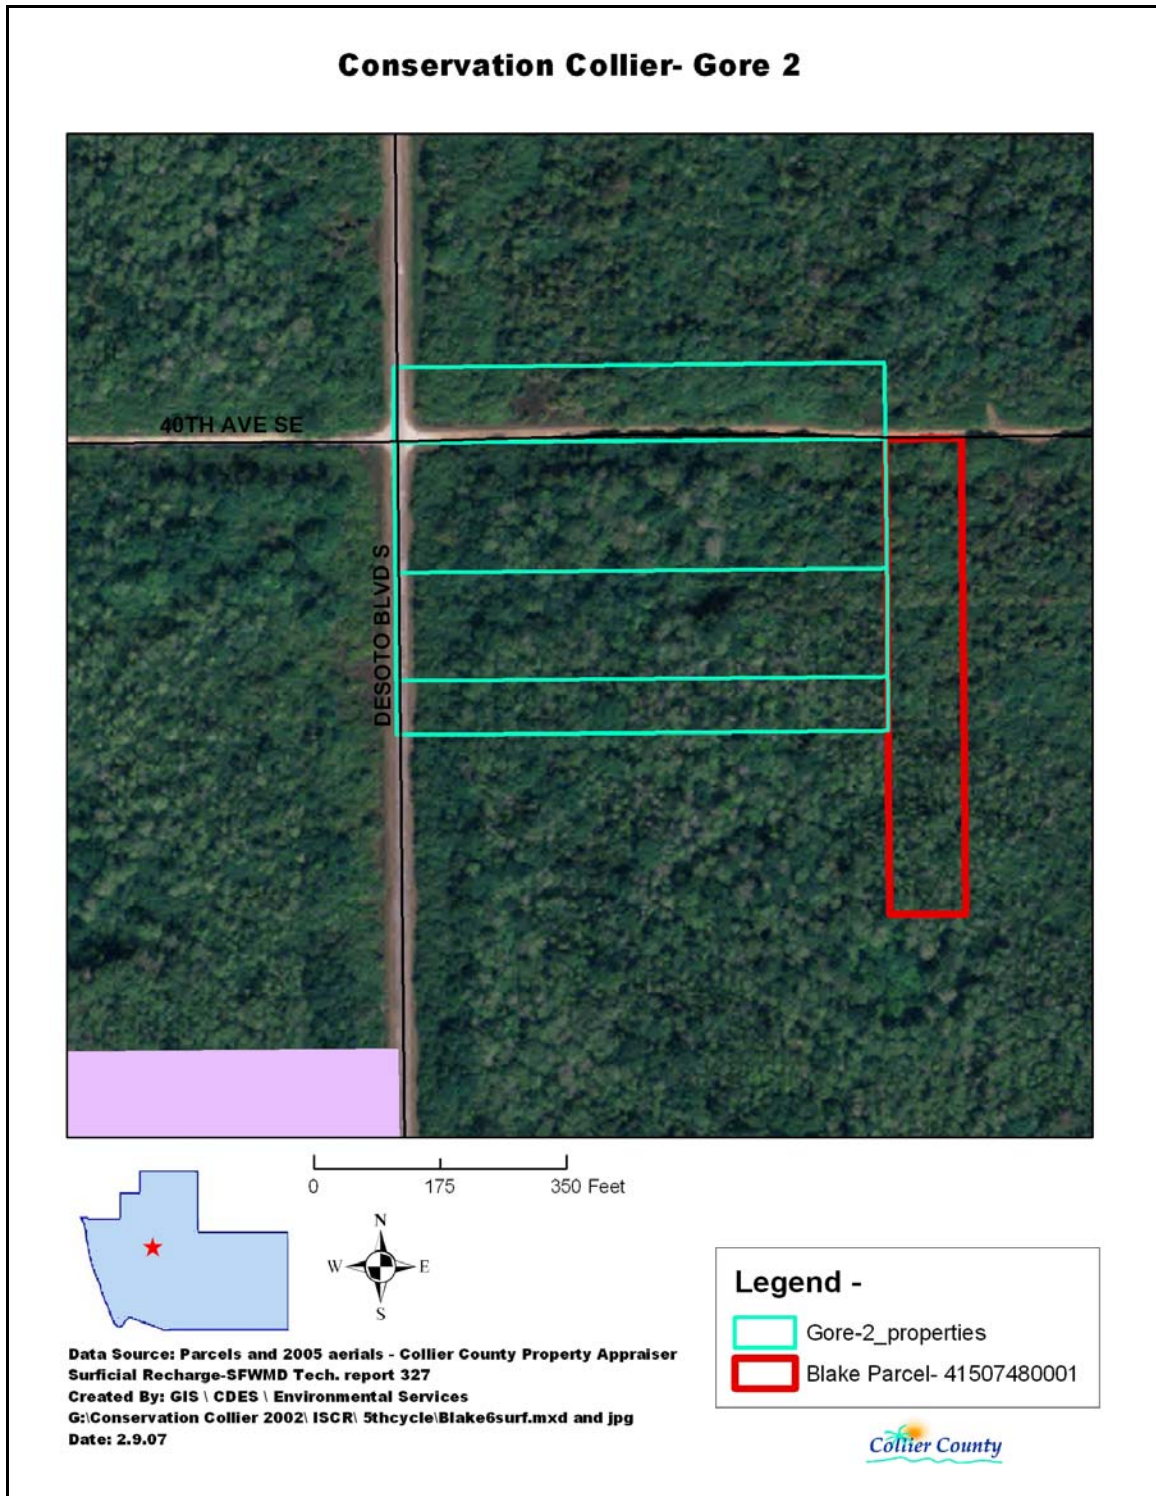 Conservation Collier- Gore 2
40TH AVE SE
DESOTO BLVD S
0 175 350 Feet
N
W E
S
Legend -
Gore-2_properties
Blake Parcel- 41507480001
Data Source: Parcels and 2005 aerials - Collier County Property Appraiser
Surficial Recharge-SFWMD Tech. report 327
Created By: GIS \ CDES \ Environmental Services
G:\Conservation Collier 2002\ ISCR\ 5thcycle\Blake6surf.mxd and jpg
Date: 2.9.07
Collier County